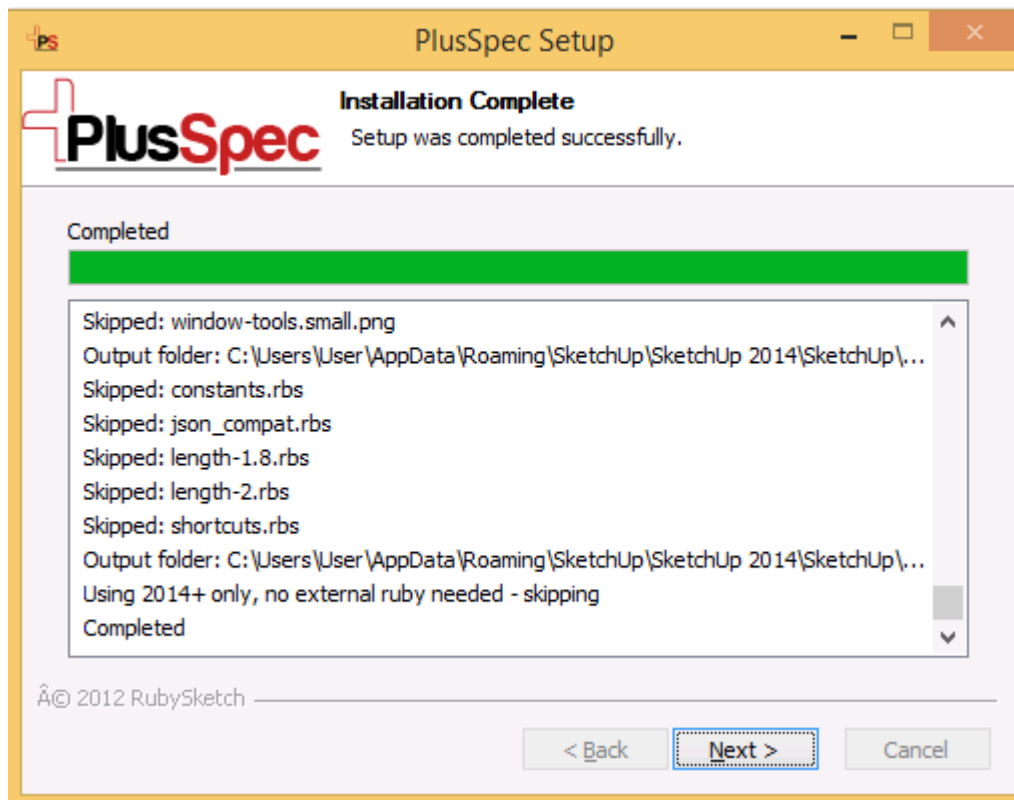 PS
PlusSpec Setup
PlusSpec
Installation Complete
Setup was completed successfully.
Completed
Skipped: window-tools.small.png
Output folder: C:\Users\User\AppData\Roaming\SketchUp\SketchUp 2014\SketchUp\...
Skipped: constants.rbs
Skipped: json_compat.rbs
Skipped: length-1.8.rbs
Skipped: length-2.rbs
Skipped: shortcuts.rbs
Output folder: C:\Users\User\AppData\Roaming\SketchUp\SketchUp 2014\SketchUp\...
Using 2014+ only, no external ruby needed - skipping
Completed
Â© 2012 RubySketch
< Back Next > Cancel